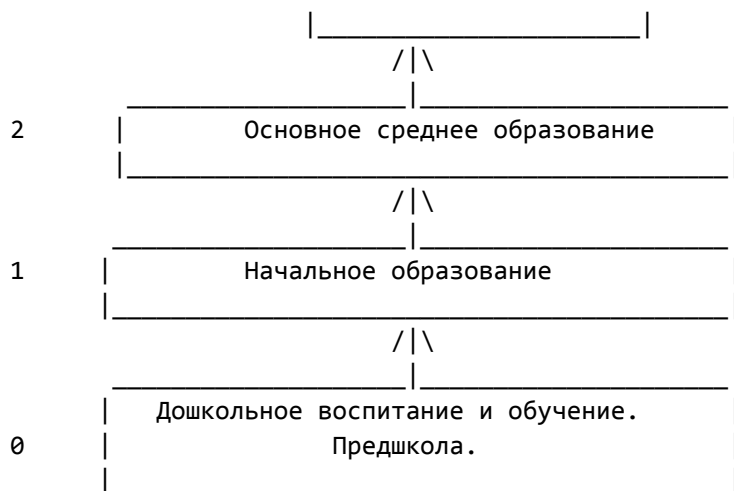 2 Основное среднее образование
1 Начальное образование
Дошкольное воспитание и обучение.
0 Предшкола.